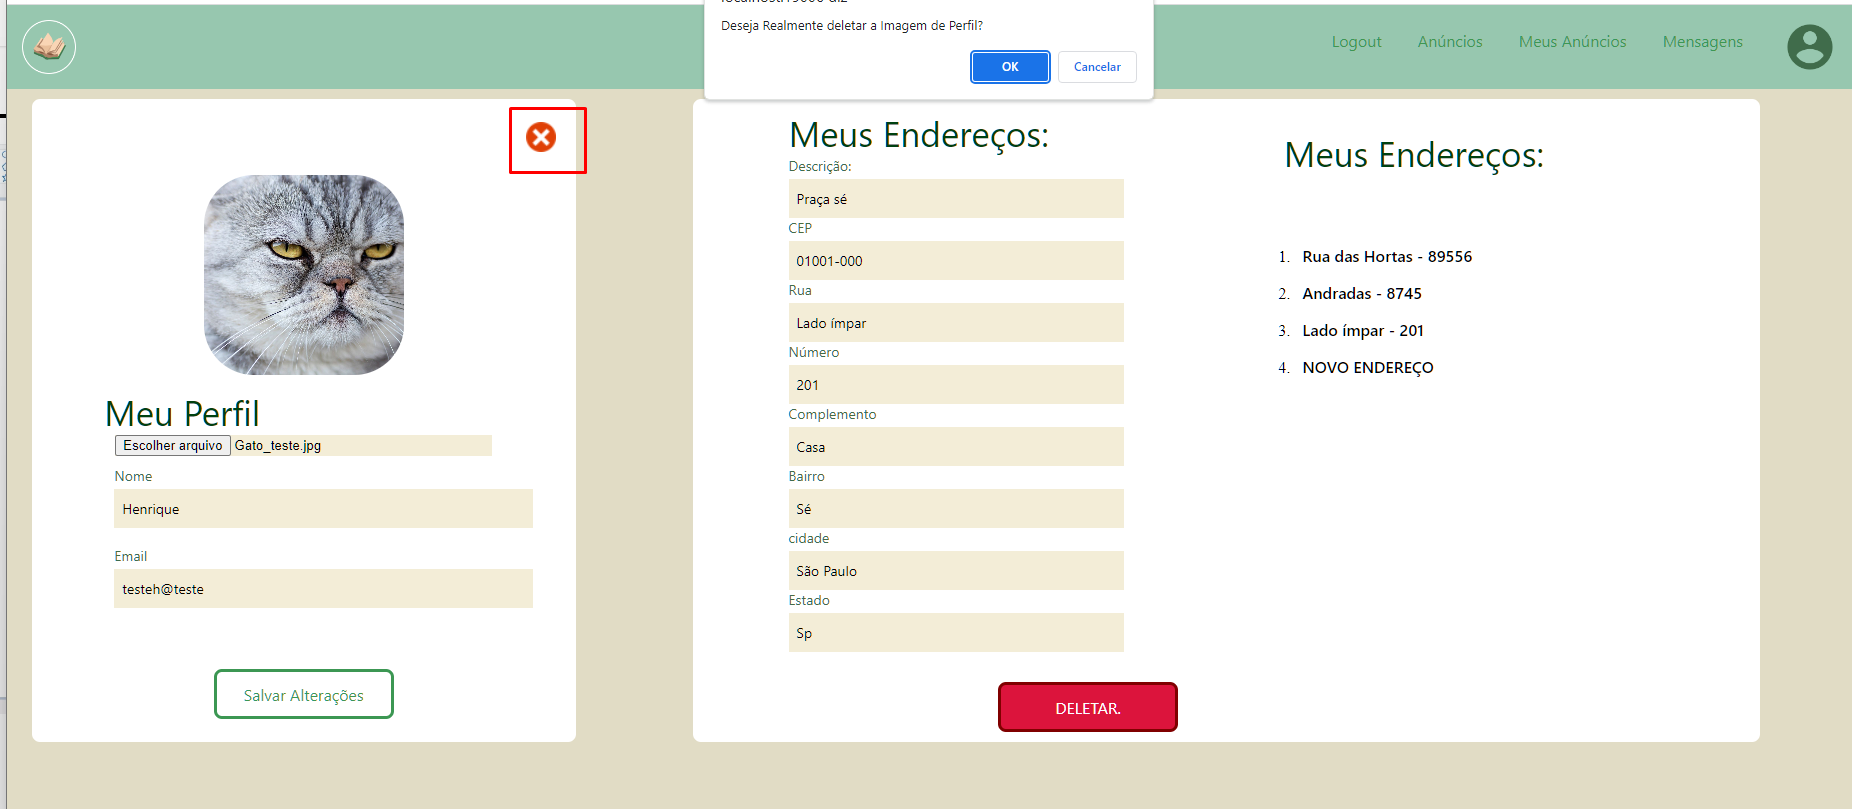 Deseja Realmente deletar a Imagem de Perfil?
OK
Cancelar
Logout
Anúncios
Meus Anúncios
Mensagens
Meu Perfil
Escolher arquivo Gato_teste.jpg
Nome
Henrique
Email
testeh@teste
Salvar Alterações
Meus Endereços:
Descrição:
Praça sé
CEP
01001-000
Rua
Lado ímpar
Número
201
Complemento
Casa
Bairro
Sé
cidade
São Paulo
Estado
Sp
DELETAR.
Meus Endereços:
1. Rua das Hortas - 89556
2. Andradas - 8745
3. Lado ímpar - 201
4. NOVO ENDEREÇO